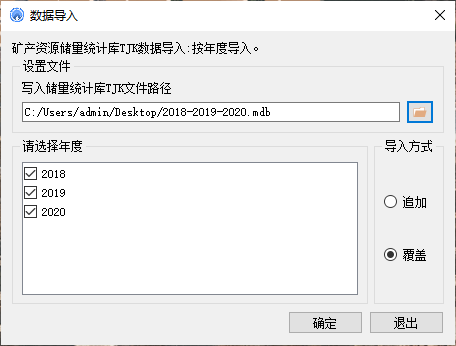 数据导入
矿产资源储量统计库TJK数据导入:按年度导入。
设置文件
写入储量统计库TJK文件路径
C:/Users/admin/Desktop/2018-2019-2020.mdb
请选择年度
2018
2019
2020
导入方式
追加
覆盖
确定
退出